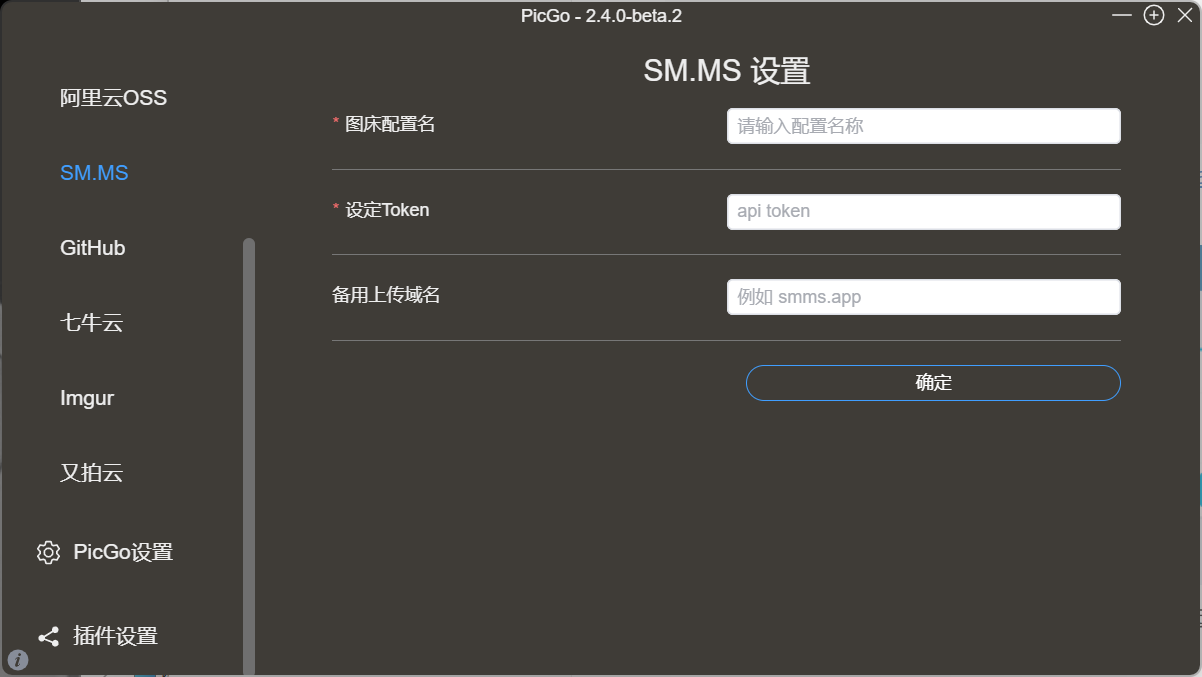 PicGo - 2.4.0-beta.2
阿里云OSS
SM.MS
GitHub
七牛云
Imgur
又拍云
PicGo设置
插件设置
SM.MS 设置
* 图床配置名
请输入配置名称
* 设定Token
api token
备用上传域名
例如 smms.app
确定